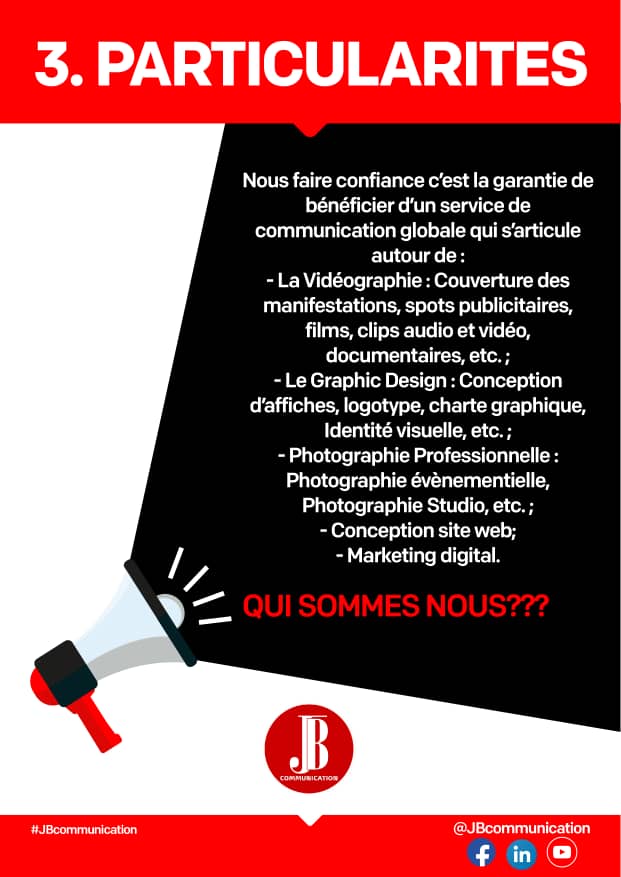 3. PARTICULARITES
Nous faire confiance c’est la garantie de
bénéficier d’un service de
communication globale qui s’articule
autour de :
- La Vidéographie : Couverture des
manifestations, spots publicitaires,
films, clips audio et vidéo,
documentaires, etc. ;
- Le Graphic Design : Conception
d’affiches, logotype, charte graphique,
Identité visuelle, etc. ;
- Photographie Professionnelle :
Photographie évènementielle,
Photographie Studio, etc. ;
- Conception site web;
- Marketing digital.
QUI SOMMES NOUS???
JB
COMMUNICATION
#JBcommunication
@JBcommunication
f in